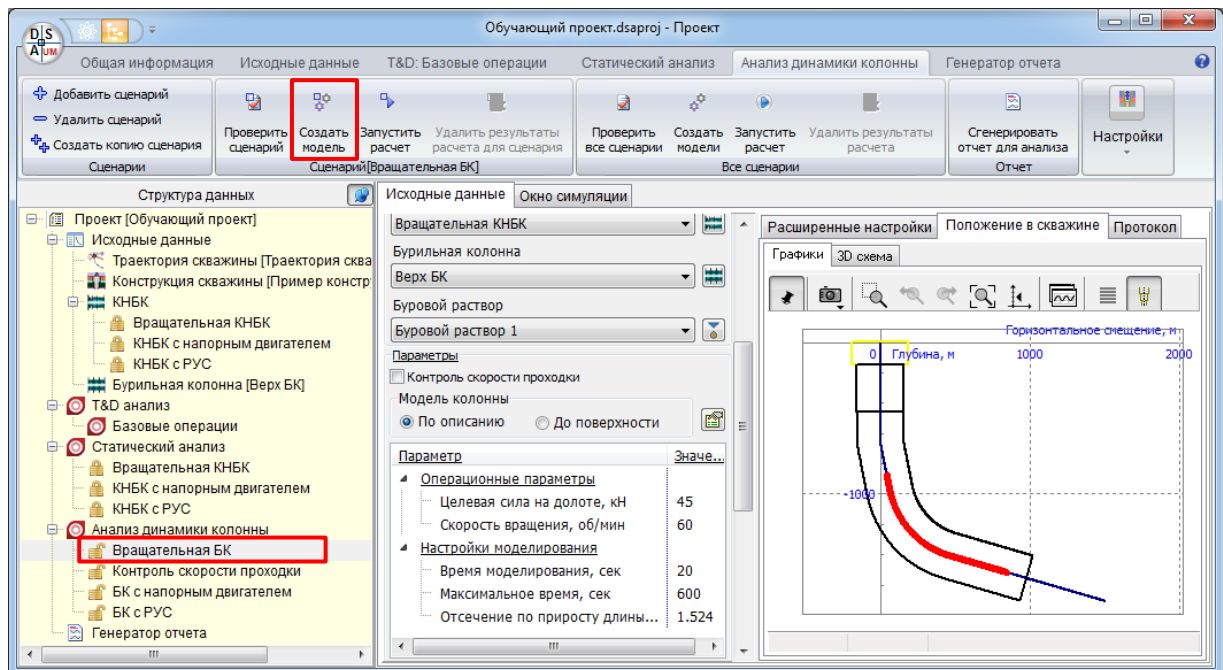 Обучающий проект.dsaproj - Проект
D|S
A UM
Общая информация Исходные данные T&D: Базовые операции Статический анализ Анализ динамики колонны Генератор отчета
Добавить сценарий
Удалить сценарий
Создать копию сценария
Сценарии
Проверить сценарий
Создать модель
Запустить расчет
Удалить результаты расчета для сценария
Сценарий[Вращательная БК]
Проверить все сценарии
Создать модели
Запустить расчет
Удалить результаты расчета
Все сценарии
Сгенерировать отчет для анализа
Отчет
Настройки
Структура данных
Проект [Обучающий проект]
Исходные данные
Траектория скважины [Траектория сква
Конструкция скважины [Пример констр
КНБК
Вращательная КНБК
КНБК с напорным двигателем
КНБК с РУС
Бурильная колонна [Верх БК]
T&D анализ
Базовые операции
Статический анализ
Вращательная КНБК
КНБК с напорным двигателем
КНБК с РУС
Анализ динамики колонны
Вращательная БК
Контроль скорости проходки
БК с напорным двигателем
БК с РУС
Генератор отчета
Исходные данные Окно симуляции
Вращательная КНБК
Бурильная колонна
Верх БК
Буровой раствор
Буровой раствор 1
Параметры
Контроль скорости проходки
Модель колонны
По описанию До поверхности
Параметр Значе...
Операционные параметры
Целевая сила на долоте, кН 45
Скорость вращения, об/мин 60
Настройки моделирования
Время моделирования, сек 20
Максимальное время, сек 600
Отсечение по приросту длины... 1.524
Расширенные настройки Положение в скважине Протокол
Графики 3D схема
Горизонтальное смещение, м
0 Глубина, м 1000 2000
-1000